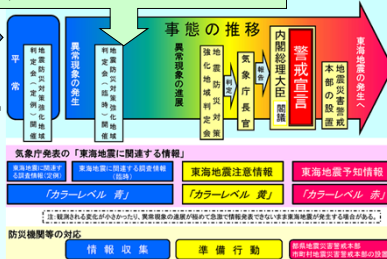 事態の推移
平常
地震防災対策強化地域
判定会(定例)開催
異常現象の発生
地震防災対策強化地域
判定会(臨時)開催
異常現象の進展
地震防災対策
強化地域判定会
判定
気象庁長官
報告
内閣総理大臣
閣議
警戒宣言
地震災害警戒
本部の設置
東海地震の発生へ
気象庁発表の「東海地震に関連する情報」
東海地震に関連する調査情報(定例)
東海地震に関連する調査情報(臨時)
東海地震注意情報
東海地震予知情報
「カラーレベル 青」
「カラーレベル 黄」
「カラーレベル 赤」
防災機関等の対応
情報収集
準備行動
都県地震災害警戒本部
市町村地震災害警戒本部の設置